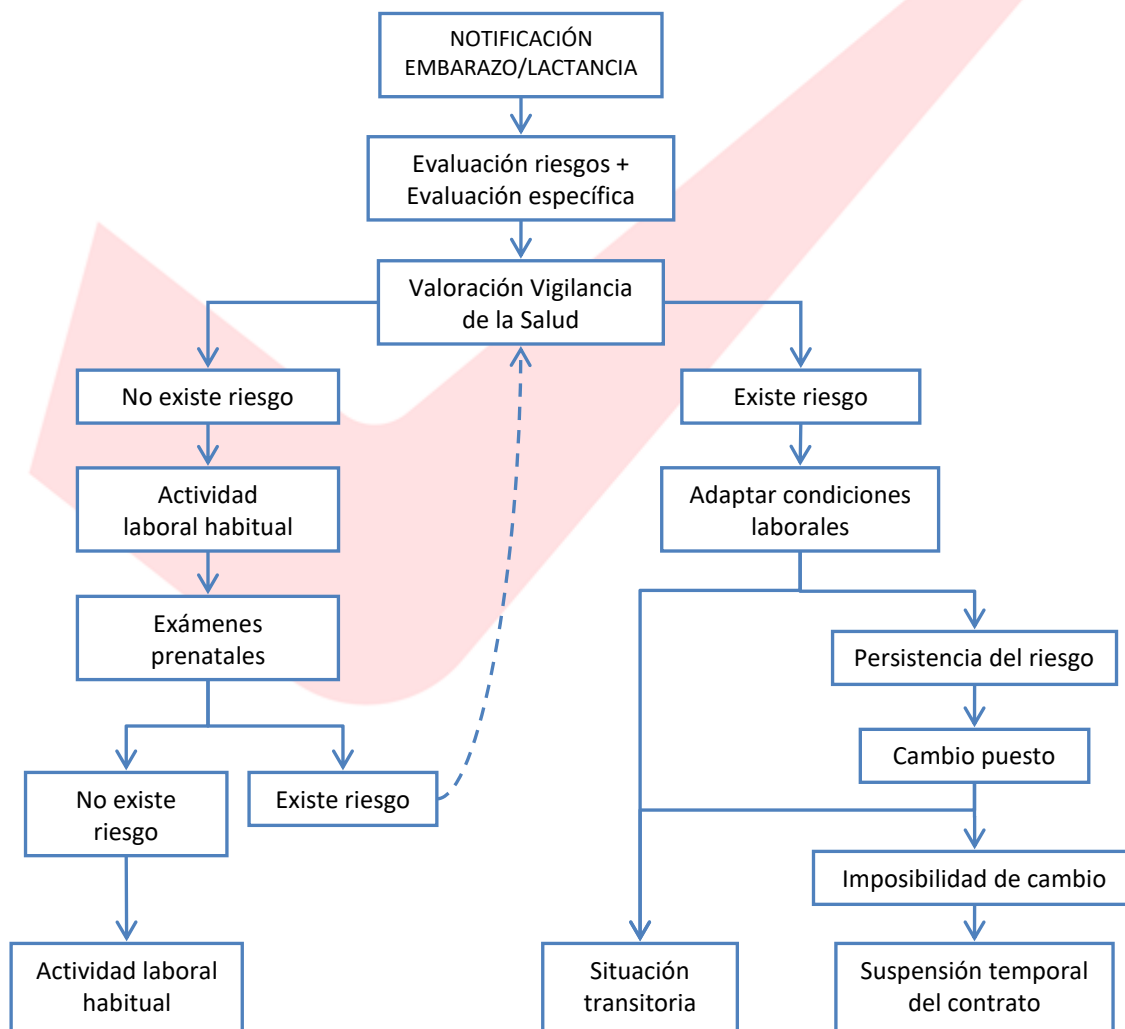 NOTIFICACIÓN
EMBARAZO/LACTANCIA
Evaluación riesgos +
Evaluación específica
Valoración Vigilancia
de la Salud
No existe riesgo
Existe riesgo
Actividad
laboral habitual
Adaptar condiciones
laborales
Exámenes
prenatales
Persistencia del riesgo
Cambio puesto
No existe
riesgo
Existe riesgo
Imposibilidad de cambio
Actividad laboral
habitual
Situación
transitoria
Suspensión temporal
del contrato